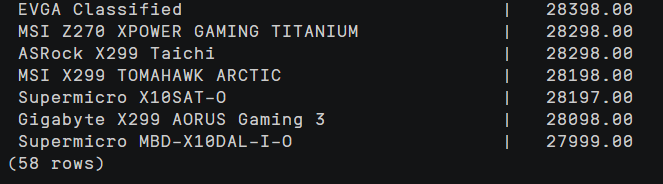 EVGA Classified | 28398.00
MSI Z270 XPOWER GAMING TITANIUM | 28298.00
ASRock X299 Taichi | 28298.00
MSI X299 TOMAHAWK ARCTIC | 28198.00
Supermicro X10SAT-O | 28197.00
Gigabyte X299 AORUS Gaming 3 | 28098.00
Supermicro MBD-X10DAL-I-O | 27999.00
(58 rows)